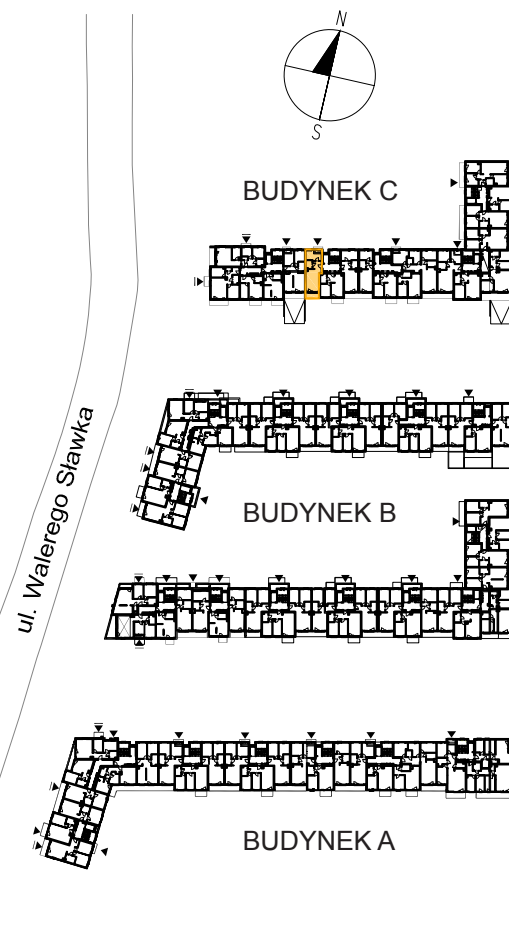 N
S
BUDYNEK C
ul. Walerego Sławka
BUDYNEK B
BUDYNEK A